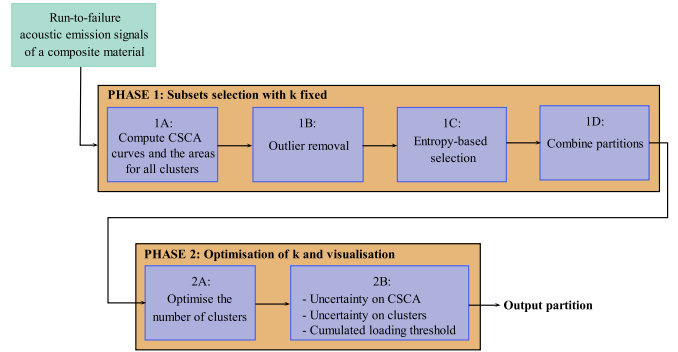 Run-to-failure
acoustic emission signals
of a composite material
PHASE 1: Subsets selection with k fixed
1A:
Compute CSCA
curves and the areas
for all clusters
1B:
Outlier removal
1C:
Entropy-based
selection
1D:
Combine partitions
PHASE 2: Optimisation of k and visualisation
2A:
Optimise the
number of clusters
2B:
- Uncertainty on CSCA
- Uncertainty on clusters
- Cumulated loading threshold
Output partition